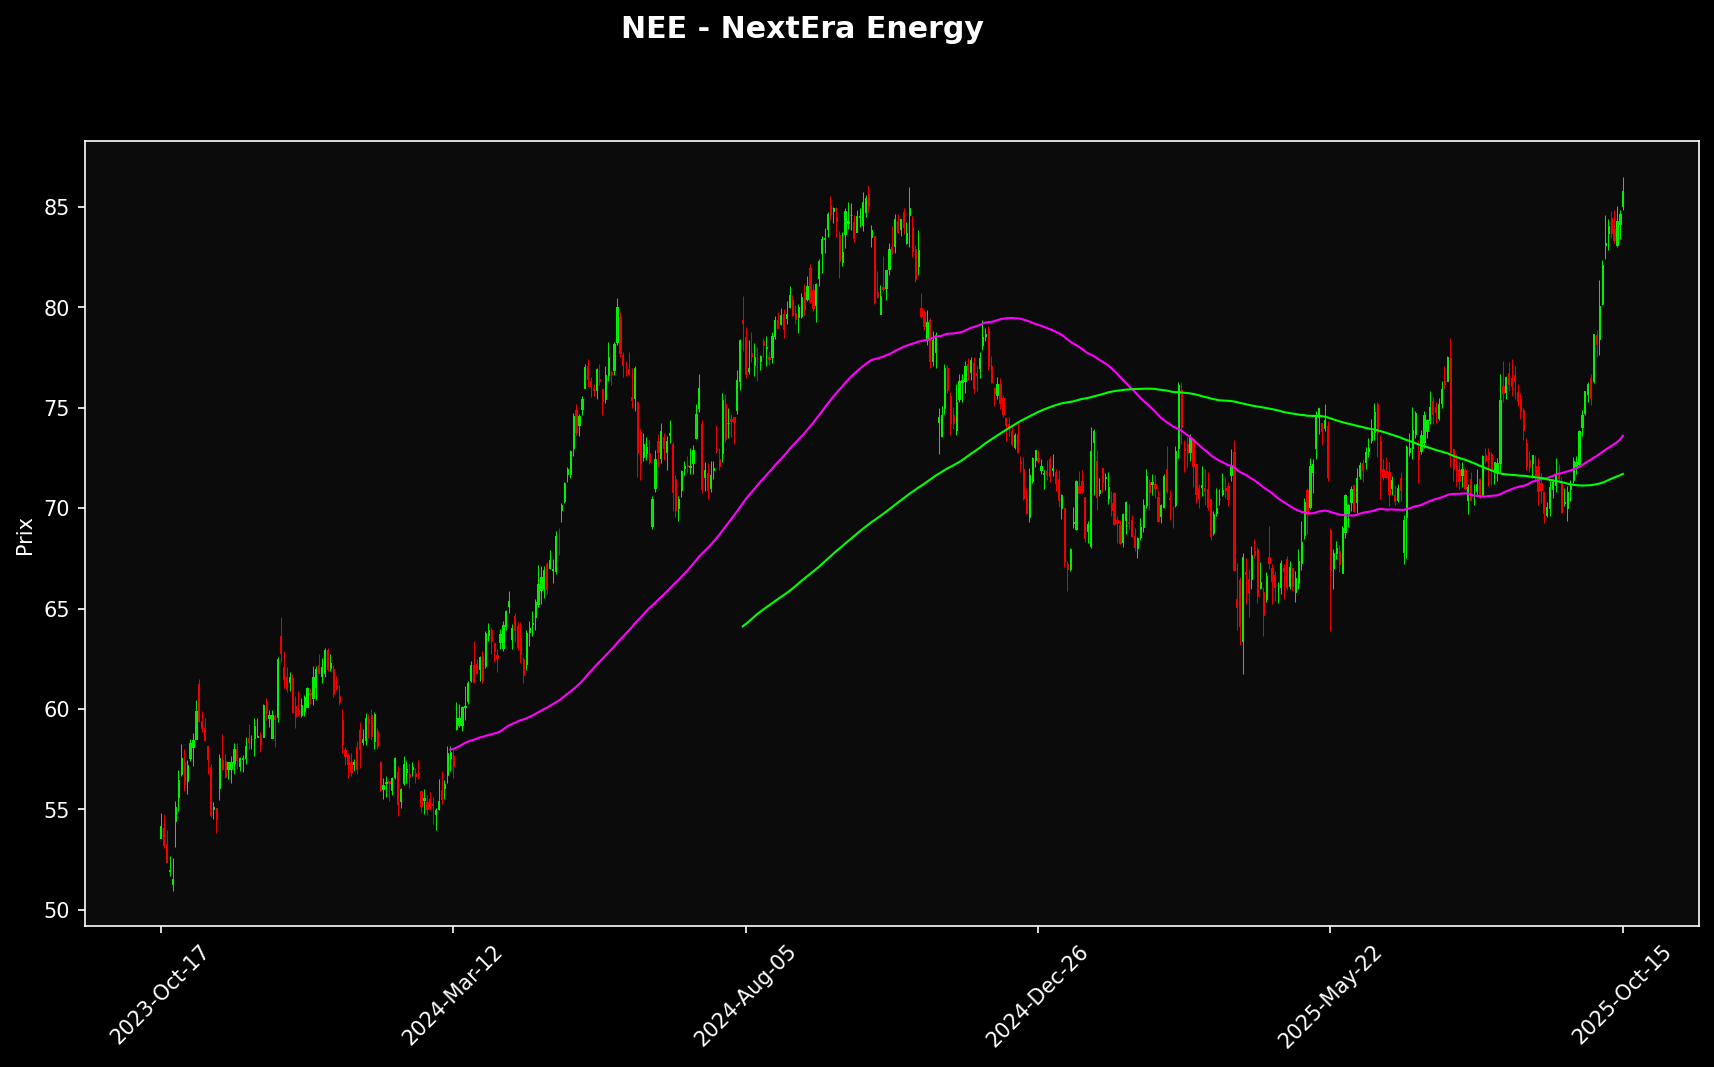 NEE - NextEra Energy
Prix
85
80
75
70
65
60
55
50
2023-Oct-17
2024-Mar-12
2024-Aug-05
2024-Dec-26
2025-May-22
2025-Oct-15